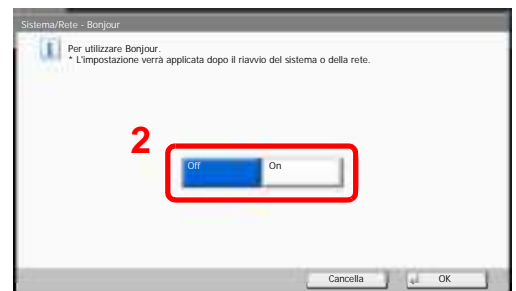 Sistema/Rete - Bonjour
Per utilizzare Bonjour.
* L'impostazione verrà applicata dopo il riavvio del sistema o della rete.
2
Off On
Cancella OK